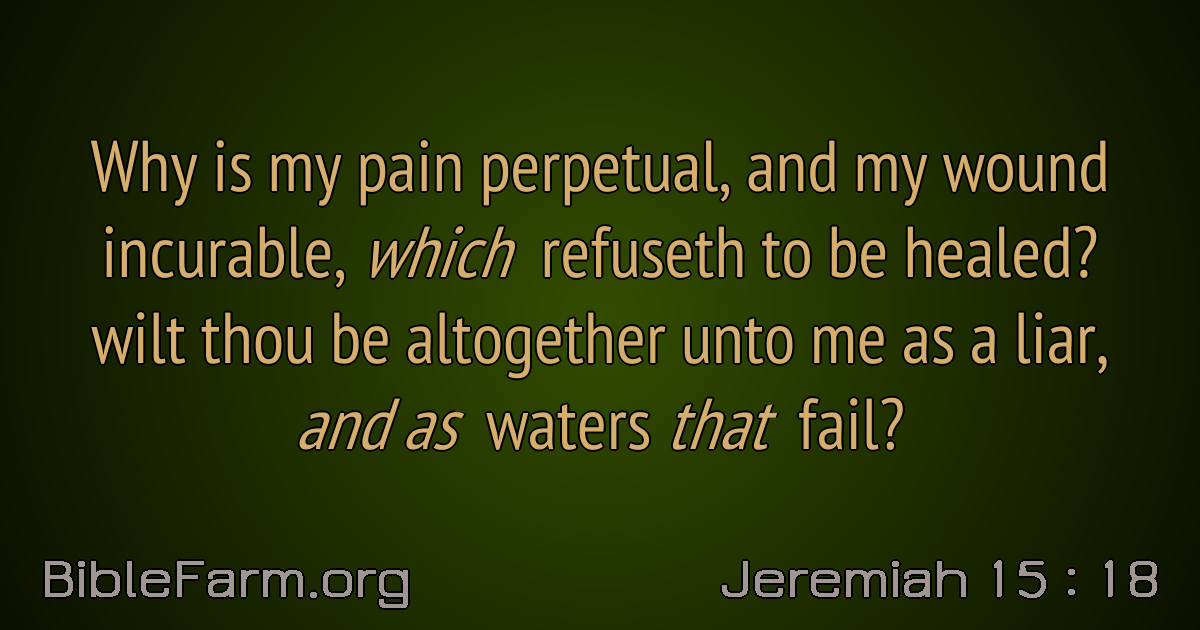 Why is my pain perpetual, and my wound
incurable, which refuseth to be healed?
wilt thou be altogether unto me as a liar,
and as waters that fail?
BibleFarm.org
Jeremiah 15 : 18